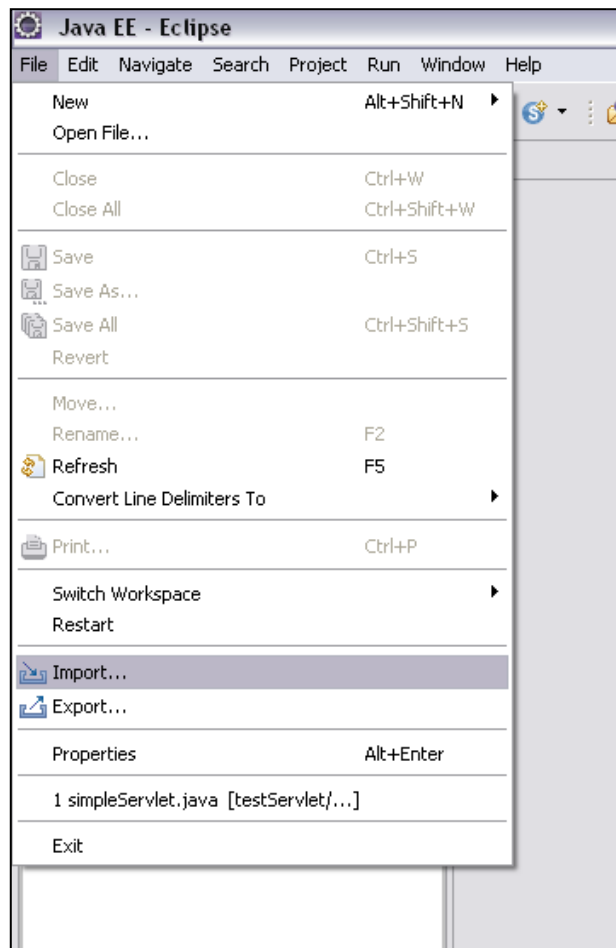 Java EE - Eclipse
File Edit Navigate Search Project Run Window Help
New Alt+Shift+N
Open File...
Close Ctrl+W
Close All Ctrl+Shift+W
Save Ctrl+S
Save As...
Save All Ctrl+Shift+S
Revert
Move...
Rename... F2
Refresh F5
Convert Line Delimiters To
Print... Ctrl+P
Switch Workspace
Restart
Import...
Export...
Properties Alt+Enter
1 simpleServlet.java [testServlet/...]
Exit